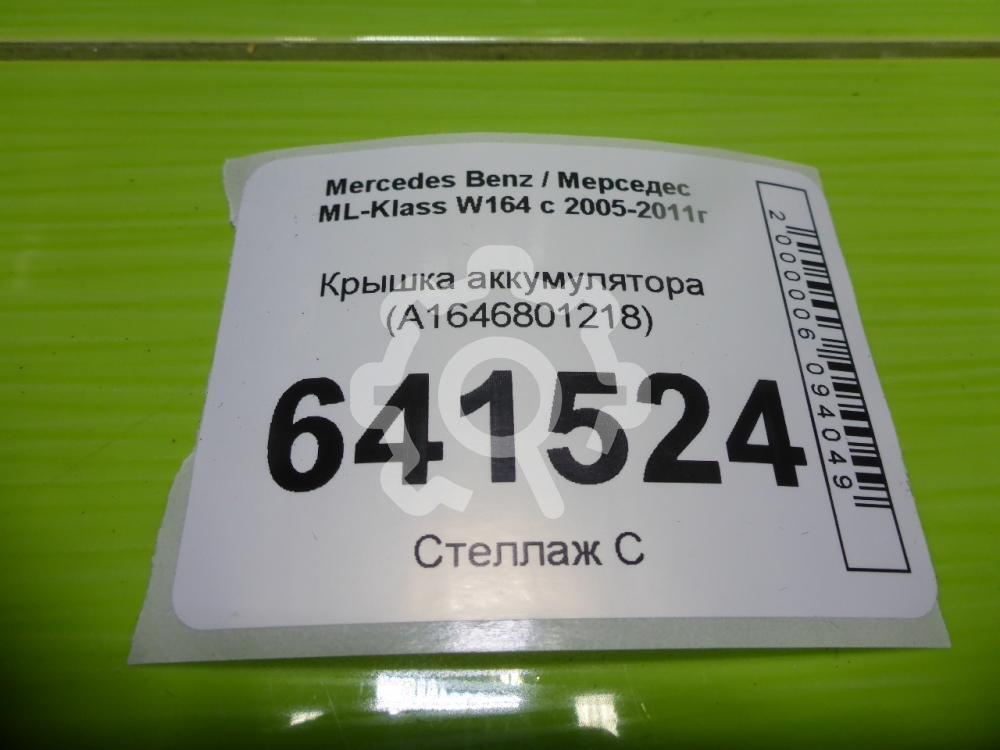 Mercedes Benz / Мерседес
ML-Klass W164 с 2005-2011г
Крышка аккумулятора
(A1646801218)
641524
Стеллаж С
2000006094049